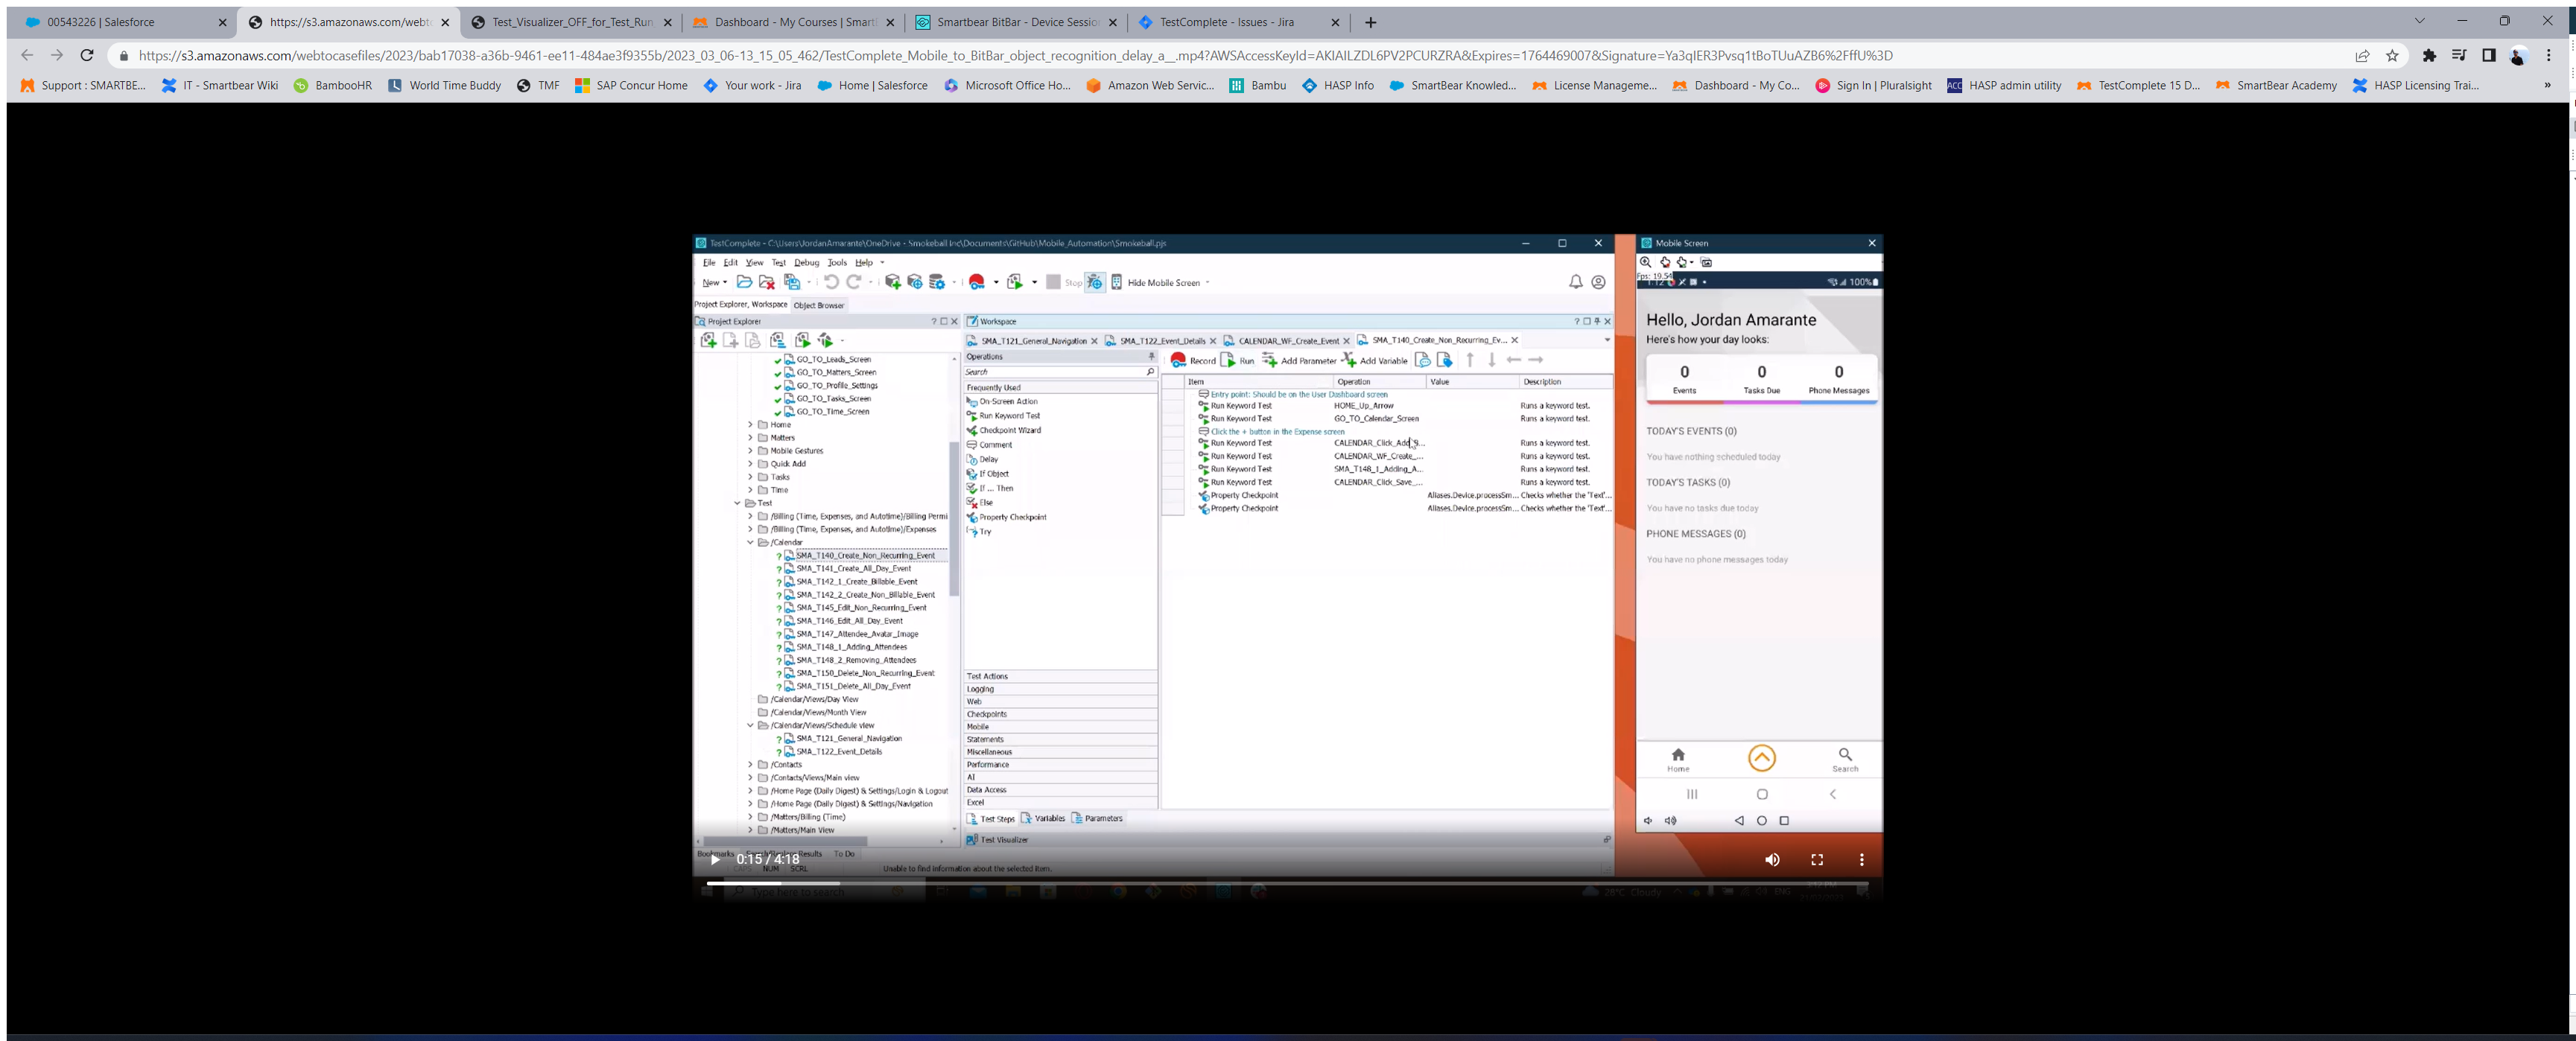 00543226 | Salesforce
https://s3.amazonaws.com/webto
Test_Visualizer_OFF_for_Test_Run
Dashboard - My Courses | Smart
Smartbear BitBar - Device Sessio
TestComplete - Issues - Jira
https://s3.amazonaws.com/webtocasefiles/2023/bab17038-a36b-9461-ee11-484ae3f9355b/2023_03_06-13_15_05_462/TestComplete_Mobile_to_BitBar_object_recognition_delay_a__.mp4?AWSAccessKeyId=AKIAILZDL6PV2PCURZRA&Expires=1764469007&Signature=Ya3qIER3Pvsq1tBoTUuAZB6%2FffU%3D
Support : SMARTBE...
IT - Smartbear Wiki
BambooHR
World Time Buddy
TMF
SAP Concur Home
Your work - Jira
Home | Salesforce
Microsoft Office Ho...
Amazon Web Servic...
Bambu
HASP Info
SmartBear Knowled...
License Manageme...
Dashboard - My Co...
Sign In | Pluralsight
HASP admin utility
TestComplete 15 D...
SmartBear Academy
HASP Licensing Trai...
TestComplete - C:\Users\JordanAmarante\OneDrive - Smokeball Inc\Documents\GitHub\Mobile_Automation\Smokeball.pjs
File Edit View Test Debug Tools Help
New
Stop
Hide Mobile Screen
Project Explorer, Workspace
Object Browser
Project Explorer
GO_TO_Leads_Screen
GO_TO_Matters_Screen
GO_TO_Profile_Settings
GO_TO_Tasks_Screen
GO_TO_Time_Screen
Home
Matters
Mobile Gestures
Quick Add
Tasks
Time
Test
/Billing (Time, Expenses, and Autotime)/Billing Permi
/Billing (Time, Expenses, and Autotime)/Expenses
/Calendar
SMA_T140_Create_Non_Recurring_Event
SMA_T141_Create_All_Day_Event
SMA_T142_1_Create_Billable_Event
SMA_T142_2_Create_Non_Billable_Event
SMA_T145_Edit_Non_Recurring_Event
SMA_T146_Edit_All_Day_Event
SMA_T147_Attendee_Avatar_Image
SMA_T148_1_Adding_Attendees
SMA_T148_2_Removing_Attendees
SMA_T150_Delete_Non_Recurring_Event
SMA_T151_Delete_All_Day_Event
/Calendar/Views/Day View
/Calendar/Views/Month View
/Calendar/Views/Schedule view
SMA_T121_General_Navigation
SMA_T122_Event_Details
/Contacts
/Contacts/Views/Main view
/Home Page (Daily Digest) & Settings/Login & Logout
/Home Page (Daily Digest) & Settings/Navigation
/Matters/Billing (Time)
/Matters/Main View
Workspace
SMA_T121_General_Navigation
SMA_T122_Event_Details
CALENDAR_WF_Create_Event
SMA_T140_Create_Non_Recurring_Ev...
Operations
Search
Frequently Used
On-Screen Action
Run Keyword Test
Checkpoint Wizard
Comment
Delay
If Object
If ... Then
Else
Property Checkpoint
Try
Test Actions
Logging
Web
Checkpoints
Mobile
Statements
Miscellaneous
Performance
AI
Data Access
Excel
Record
Run
Add Parameter
Add Variable
Item Operation Value Description
Entry point: Should be on the User Dashboard screen
Run Keyword Test HOME_Up_Arrow Runs a keyword test.
Run Keyword Test GO_TO_Calendar_Screen Runs a keyword test.
Click the + button in the Expense screen
Run Keyword Test CALENDAR_Click_Add_... Runs a keyword test.
Run Keyword Test CALENDAR_WF_Create_... Runs a keyword test.
Run Keyword Test SMA_T148_1_Adding_A... Runs a keyword test.
Run Keyword Test CALENDAR_Click_Save_... Runs a keyword test.
Property Checkpoint Aliases.Device.processSm... Checks whether the 'Text'...
Property Checkpoint Aliases.Device.processSm... Checks whether the 'Text'...
Test Steps
Variables
Parameters
Test Visualizer
Bookmarks
Results
To Do
CAPS NUM SCRL
Unable to find information about the selected item.
0:15 / 4:18
Type here to search
28°C Cloudy
ENG
Mobile Screen
Fps: 19.54
1:12
100%
Hello, Jordan Amarante
Here's how your day looks:
0 0 0
Events Tasks Due Phone Messages
TODAY'S EVENTS (0)
You have nothing scheduled today
TODAY'S TASKS (0)
You have no tasks due today
PHONE MESSAGES (0)
You have no phone messages today
Home
Search